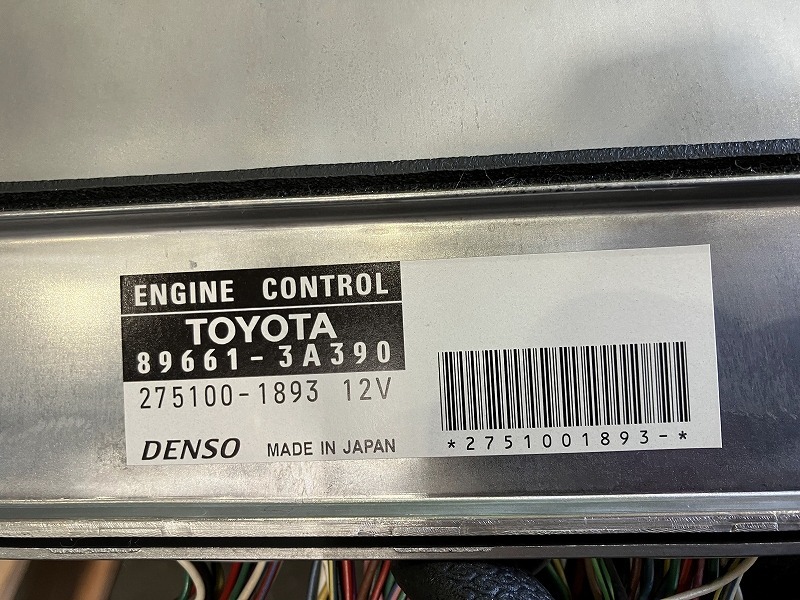 ENGINE CONTROL
TOYOTA
89661-3A390
275100-1893 12V
DENSO MADE IN JAPAN
*2751001893-*